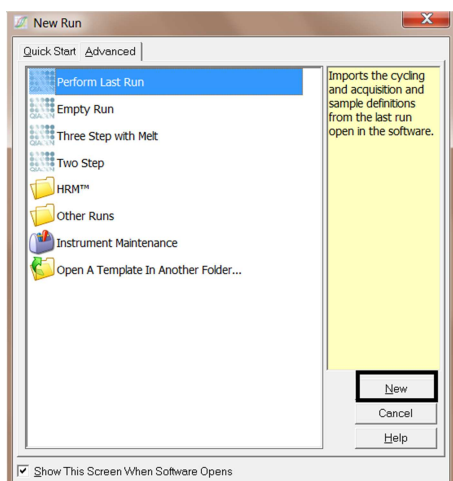 New Run
Quick Start Advanced
Perform Last Run
Empty Run
Three Step with Melt
Two Step
HRM™
Other Runs
Instrument Maintenance
Open A Template In Another Folder...
Imports the cycling
and acquisition and
sample definitions
from the last run
open in the software.
New
Cancel
Help
Show This Screen When Software Opens